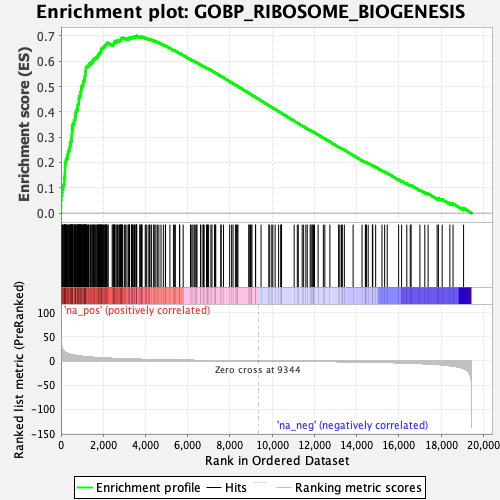 Enrichment plot: GOBP_RIBOSOME_BIOGENESIS
Enrichment score (ES)
0.7
0.6
0.5
0.4
0.3
0.2
0.1
0.0
Ranked list metric (PreRanked)
100
50
0
-50
-100
-150
'na_pos' (positively correlated)
Zero cross at 9344
'na_neg' (negatively correlated)
0
2,000
4,000
6,000
8,000
10,000
12,000
14,000
16,000
18,000
20,000
Rank in Ordered Dataset
Enrichment profile
Hits
Ranking metric scores